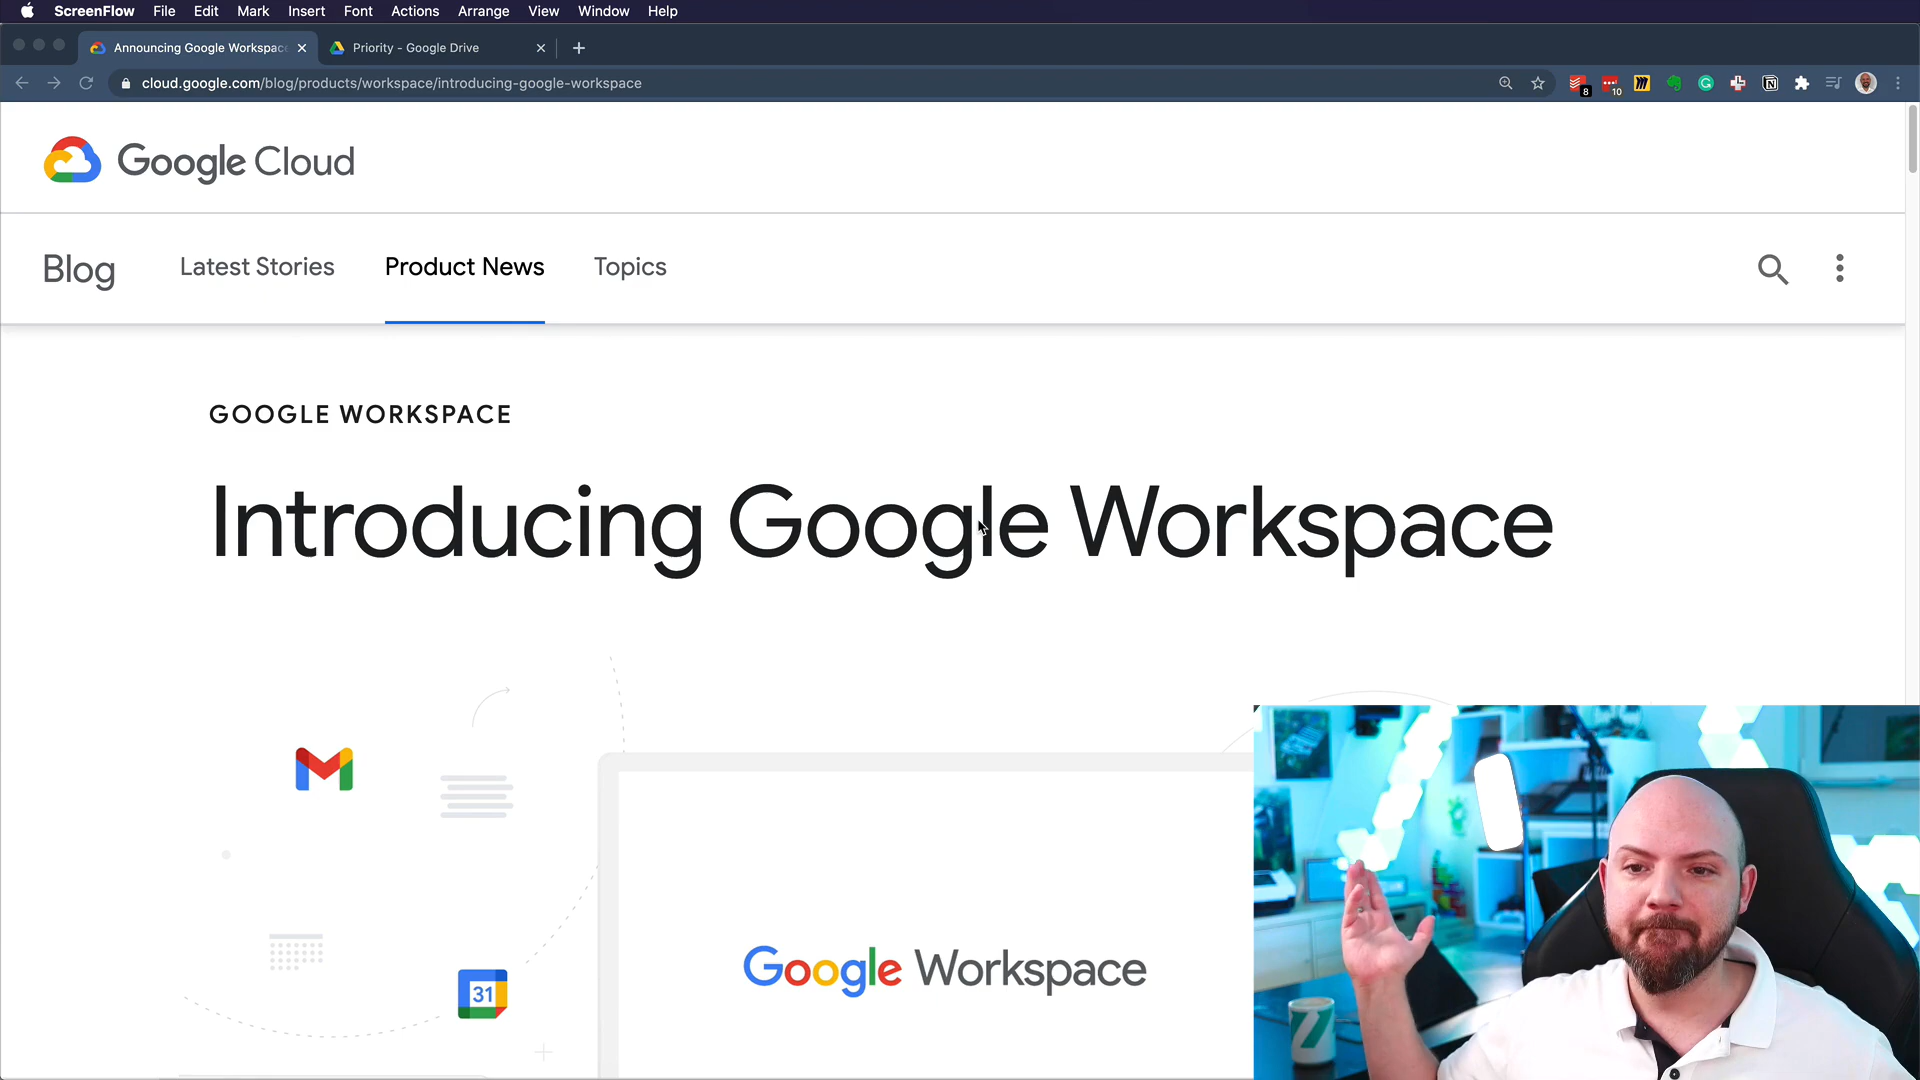 ScreenFlow File Edit Mark Insert Font Actions Arrange View Window Help
Announcing Google Workspac
Priority - Google Drive
cloud.google.com/blog/products/workspace/introducing-google-workspace
8
10
Google Cloud
Blog Latest Stories Product News Topics
GOOGLE WORKSPACE
Introducing Google Workspace
31
Google Workspace